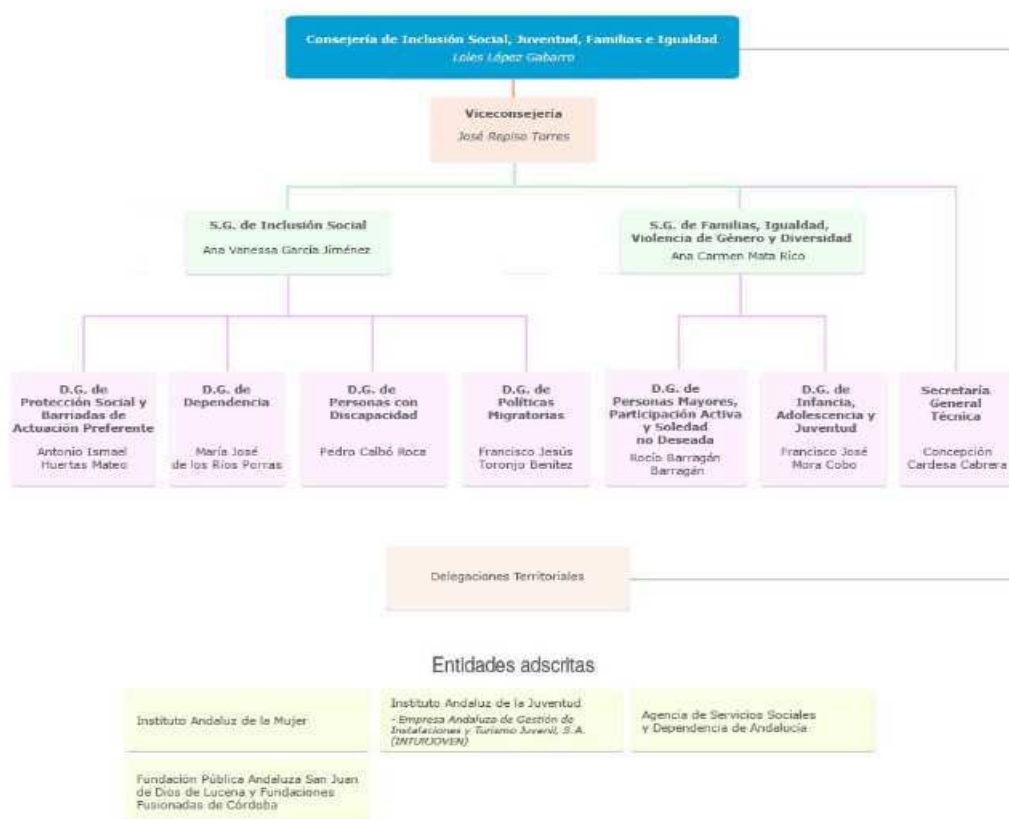 Consejería de Inclusión Social, Juventud, Familias e Igualdad
Loles López Gabarro
Viceconsejería
José Repiso Torres
S.G. de Inclusión Social
Ana Vanessa García Jiménez
S.G. de Familias, Igualdad,
Violencia de Género y Diversidad
Ana Carmen Mata Rico
D.G. de
Protección Social y
Barriadas de
Actuación Preferente
Antonio Ismael
Huertas Mateo
D.G. de
Dependencia
María José
de los Ríos Porras
D.G. de
Personas con
Discapacidad
Pedro Calbó Roca
D.G. de
Políticas
Migratorias
Francisco Jesús
Toronjo Benítez
D.G. de
Personas Mayores,
Participación Activa
y Soledad
no Deseada
Rocío Barragán
Barragán
D.G. de
Infancia,
Adolescencia y
Juventud
Francisco José
Mora Cobo
Secretaría
General
Técnica
Concepción
Cardesa Cabrera
Delegaciones Territoriales
Entidades adscritas
Instituto Andaluz de la Mujer
Instituto Andaluz de la Juventud
- Empresa Andaluza de Gestión de
Instalaciones y Turismo Juvenil, S.A.
(INTURJOVEN)
Agencia de Servicios Sociales
y Dependencia de Andalucía
Fundación Pública Andaluza San Juan
de Dios de Lucena y Fundaciones
Fusionadas de Córdoba